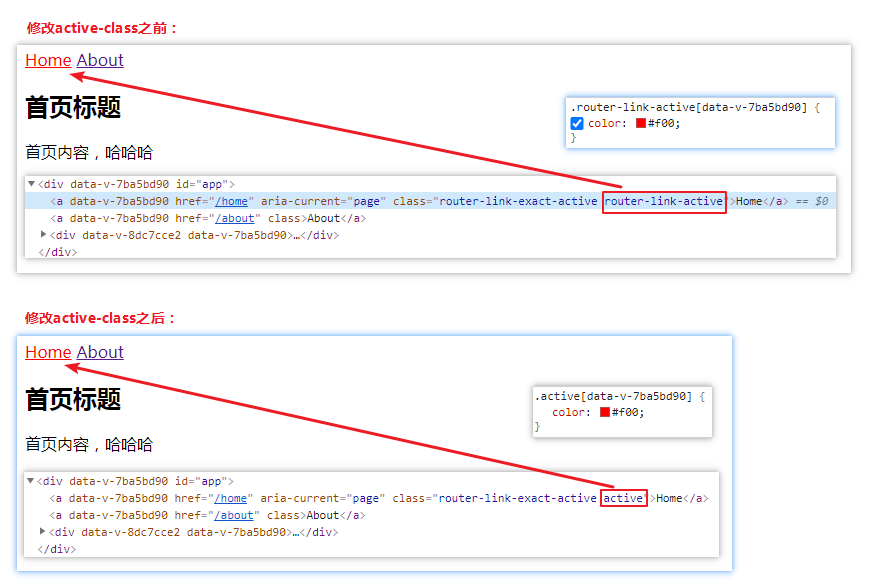 修改active-class之前：
Home About
首页标题
首页内容，哈哈哈
.router-link-active[data-v-7ba5bd90] {
color: #f00;
}
▼<div data-v-7ba5bd90 id="app">
<a data-v-7ba5bd90 href="/home" aria-current="page" class="router-link-exact-active router-link-active">Home</a> == $0
<a data-v-7ba5bd90 href="/about" class>About</a>
▶<div data-v-8dc7cce2 data-v-7ba5bd90>…</div>
</div>
修改active-class之后：
Home About
首页标题
首页内容，哈哈哈
.active[data-v-7ba5bd90] {
color: #f00;
}
▼<div data-v-7ba5bd90 id="app">
<a data-v-7ba5bd90 href="/home" aria-current="page" class="router-link-exact-active active">Home</a>
<a data-v-7ba5bd90 href="/about" class>About</a>
▶<div data-v-8dc7cce2 data-v-7ba5bd90>…</div>
</div>